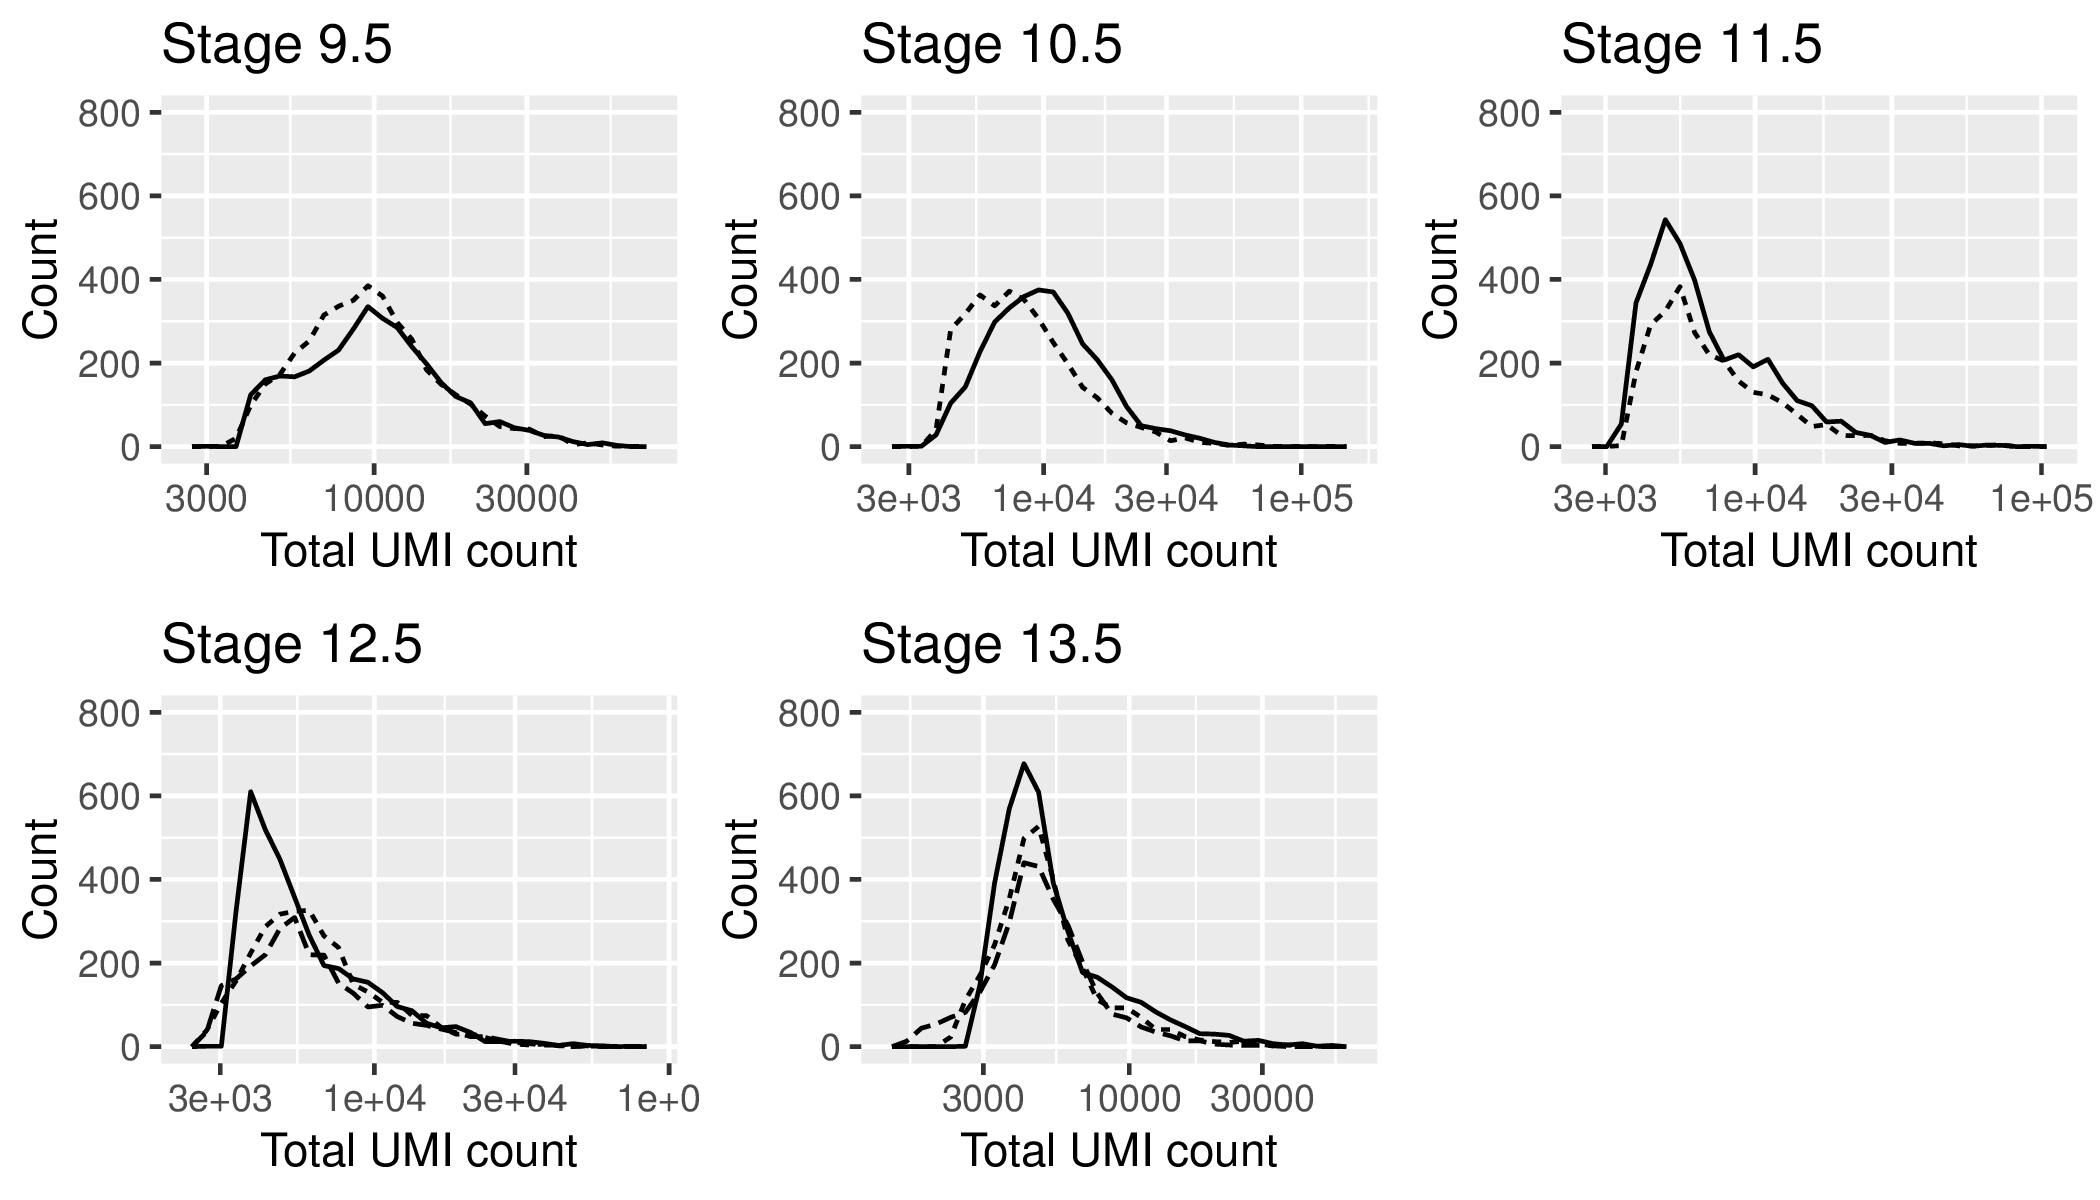 Stage 9.5
Stage 10.5
Stage 11.5
800
600
400
200
0
Count
3000 10000 30000
Total UMI count
800
600
400
200
0
Count
3e+03 1e+04 3e+04 1e+05
Total UMI count
800
600
400
200
0
Count
3e+03 1e+04 3e+04 1e+05
Total UMI count
Stage 12.5
Stage 13.5
800
600
400
200
0
Count
3e+03 1e+04 3e+04 1e+0
Total UMI count
800
600
400
200
0
Count
3000 10000 30000
Total UMI count